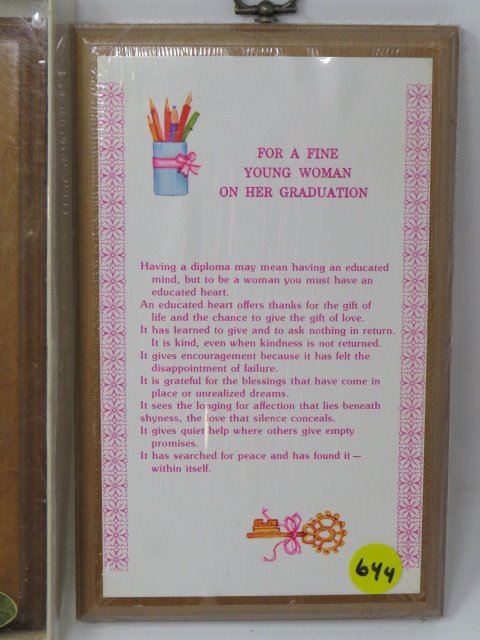 FOR A FINE
YOUNG WOMAN
ON HER GRADUATION
Having a diploma may mean having an educated
mind, but to be a woman you must have an
educated heart.
An educated heart offers thanks for the gift of
life and the chance to give the gift of love.
It has learned to give and to ask nothing in return.
It is kind, even when kindness is not returned.
It gives encouragement because it has felt the
disappointment of failure.
It is grateful for the blessings that have come in
place or unrealized dreams.
It sees the longing for affection that lies beneath
shyness, the love that silence conceals.
It gives quiet help where others give empty
promises.
It has searched for peace and has found it—
within itself.
644